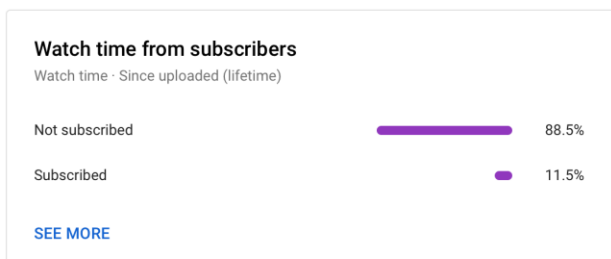 Watch time from subscribers
Watch time · Since uploaded (lifetime)
Not subscribed 88.5%
Subscribed 11.5%
SEE MORE